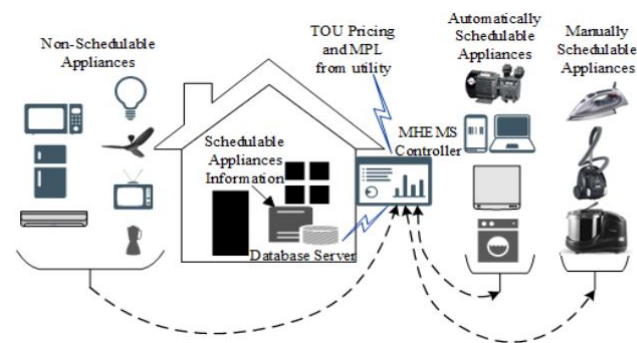 Non-Schedulable
Appliances
TOU Pricing
and MPL
from utility
Automatically
Schedulable
Appliances
Manually
Schedulable
Appliances
MHEMS
Controller
Schedulable
Appliances
Information
Database Server